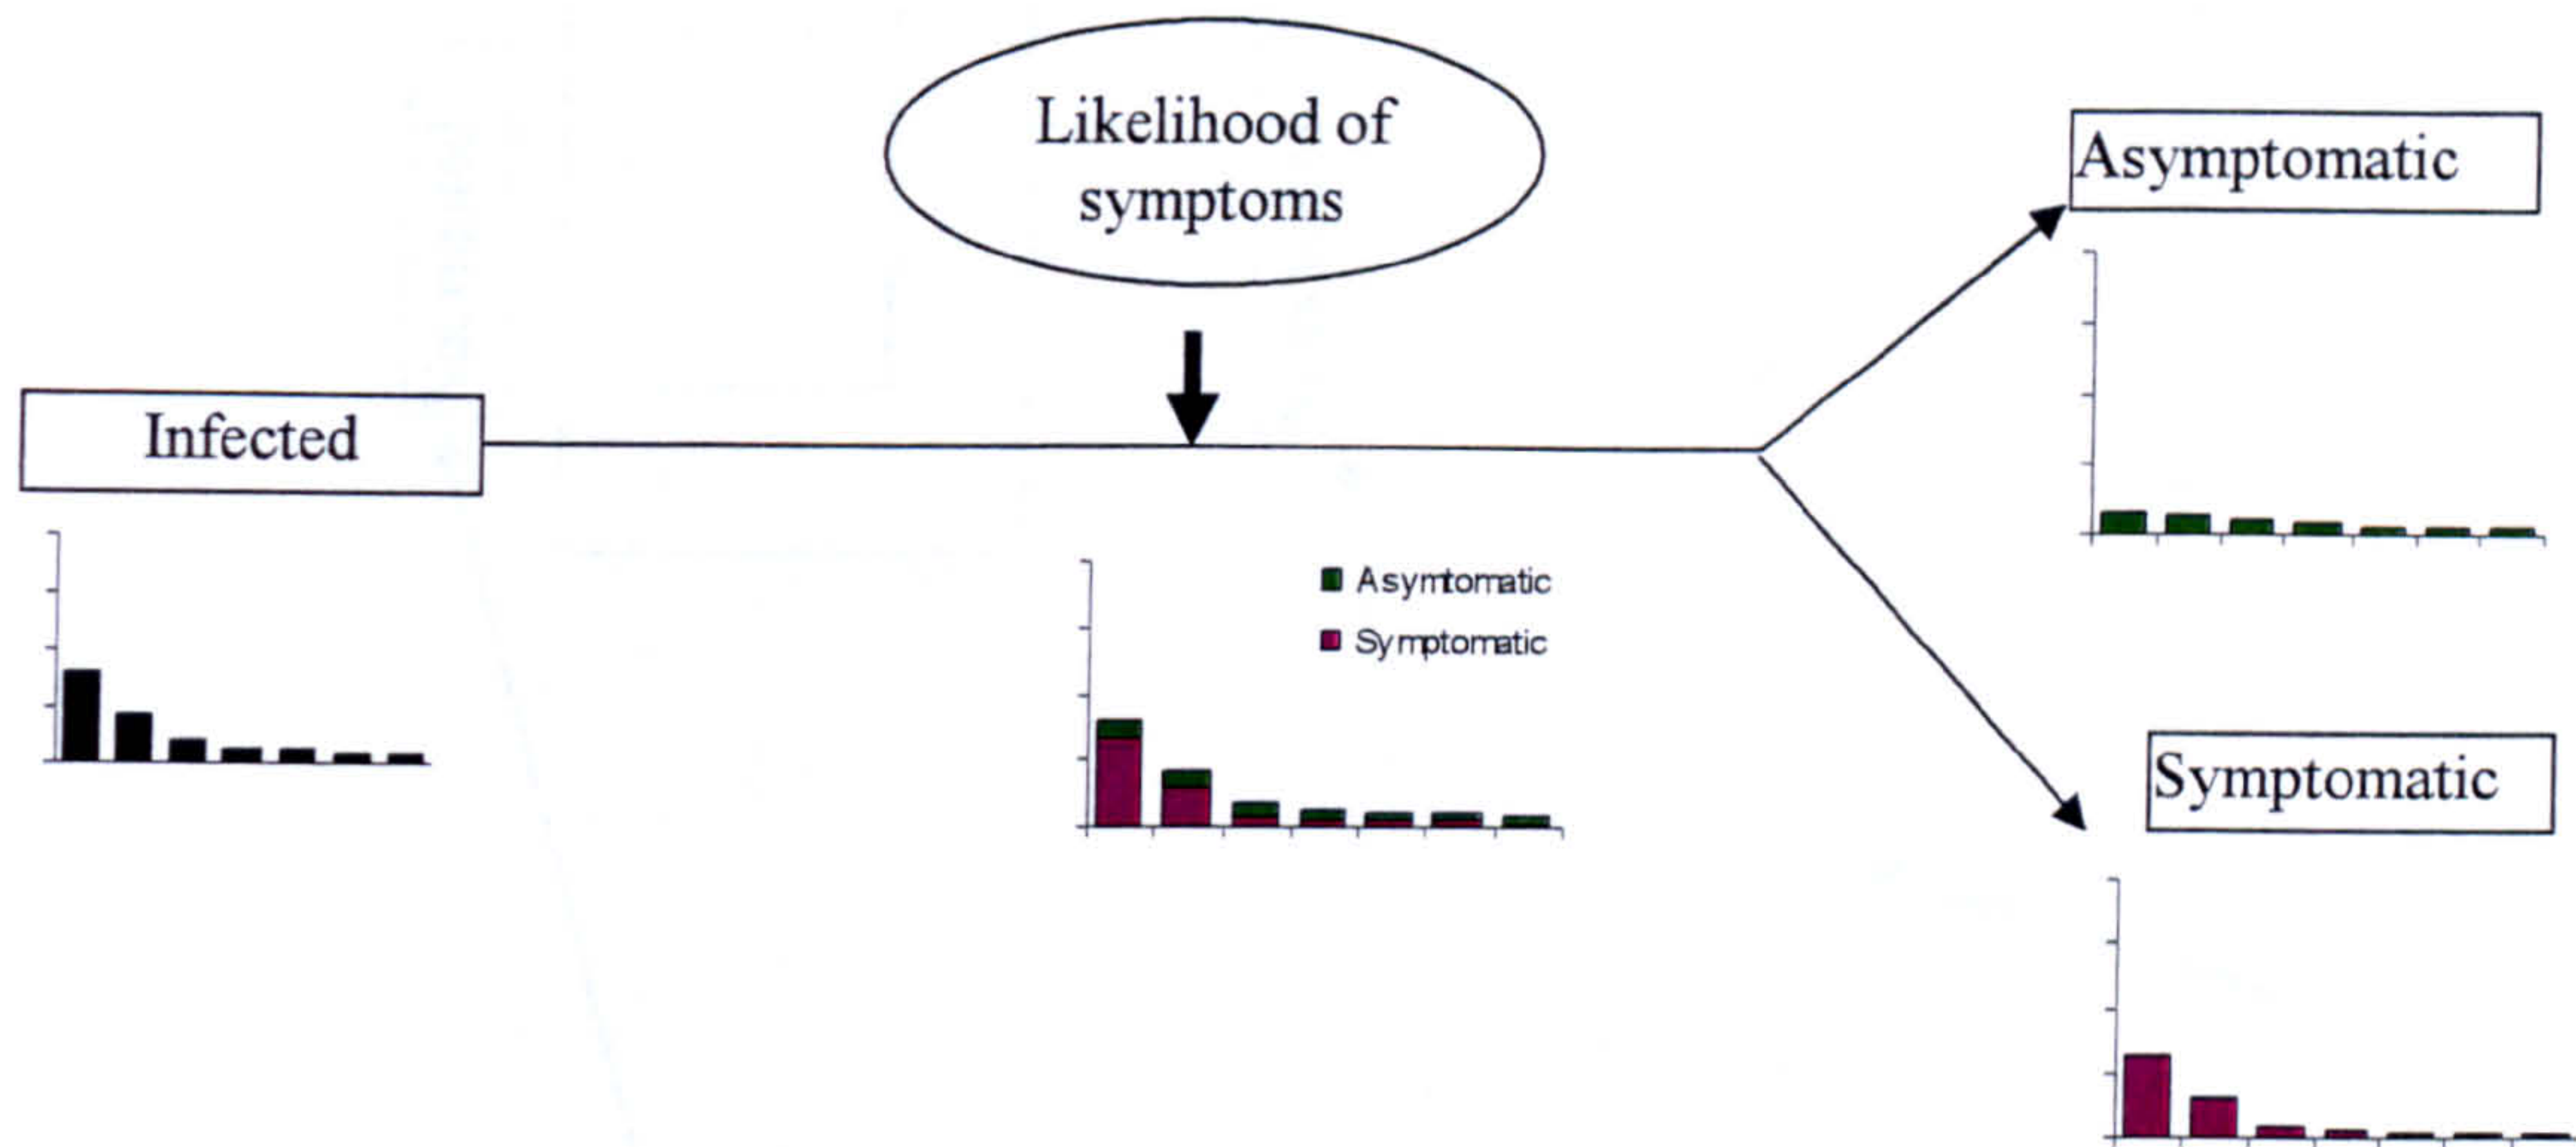 Likelihood of
symptoms
Asymptomatic
Infected
Asymtomatic
Symptomatic
Symptomatic